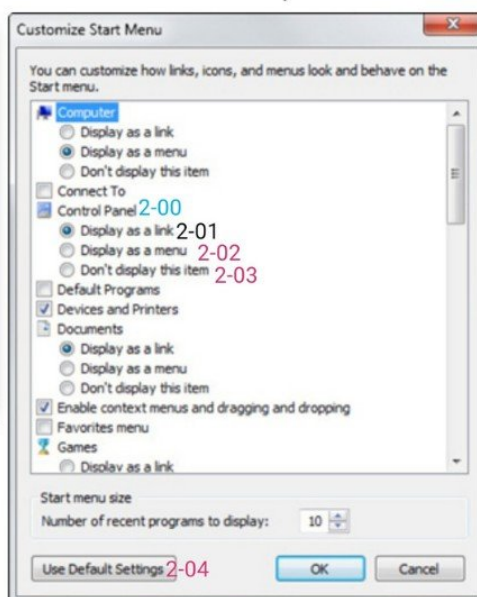 Customize Start Menu
You can customize how links, icons, and menus look and behave on the
Start menu.
Computer
Display as a link
Display as a menu
Don't display this item
Connect To
Control Panel 2-00
Display as a link 2-01
Display as a menu 2-02
Don't display this item 2-03
Default Programs
Devices and Printers
Documents
Display as a link
Display as a menu
Don't display this item
Enable context menus and dragging and dropping
Favorites menu
Games
Display as a link
Start menu size
Number of recent programs to display: 10
Use Default Settings 2-04 OK Cancel